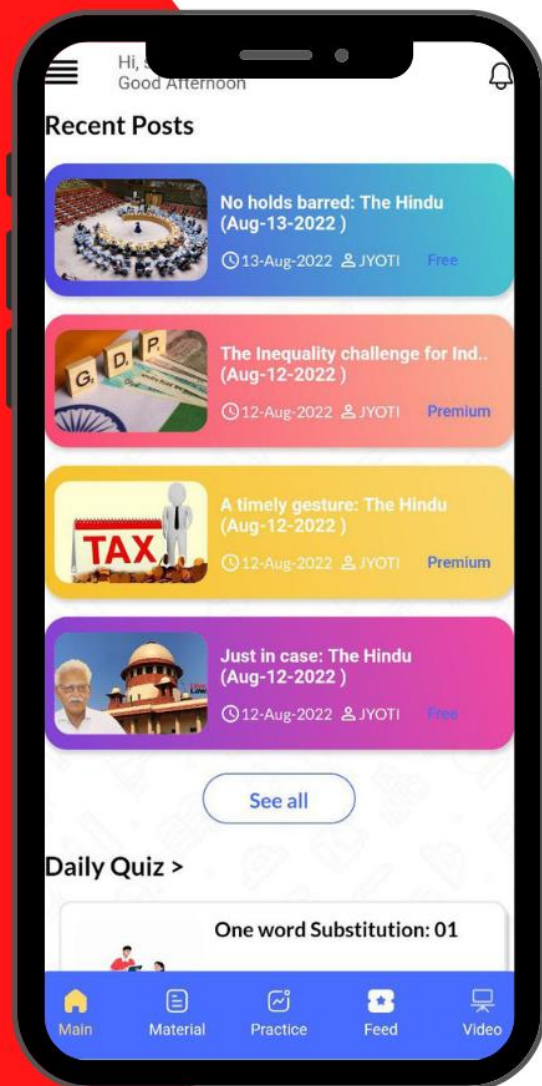 Hi,
Good Afternoon
Recent Posts
No holds barred: The Hindu
(Aug-13-2022 )
13-Aug-2022 JYOTI Free
G D P
The Inequality challenge for Ind..
(Aug-12-2022 )
12-Aug-2022 JYOTI Premium
TAX
A timely gesture: The Hindu
(Aug-12-2022 )
12-Aug-2022 JYOTI Premium
Just in case: The Hindu
(Aug-12-2022 )
12-Aug-2022 JYOTI Free
See all
Daily Quiz >
One word Substitution: 01
Main Material Practice Feed Video